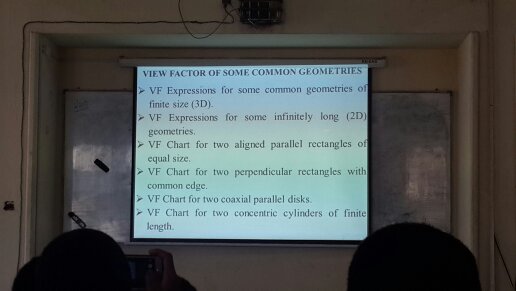 VIEW FACTOR OF SOME COMMON GEOMETRIES
➤ VF Expressions for some common geometries of
finite size (3D).
➤ VF Expressions for some infinitely long (2D)
geometries.
➤ VF Chart for two aligned parallel rectangles of
equal size.
➤ VF Chart for two perpendicular rectangles with
common edge.
➤ VF Chart for two coaxial parallel disks.
➤ VF Chart for two concentric cylinders of finite
length.